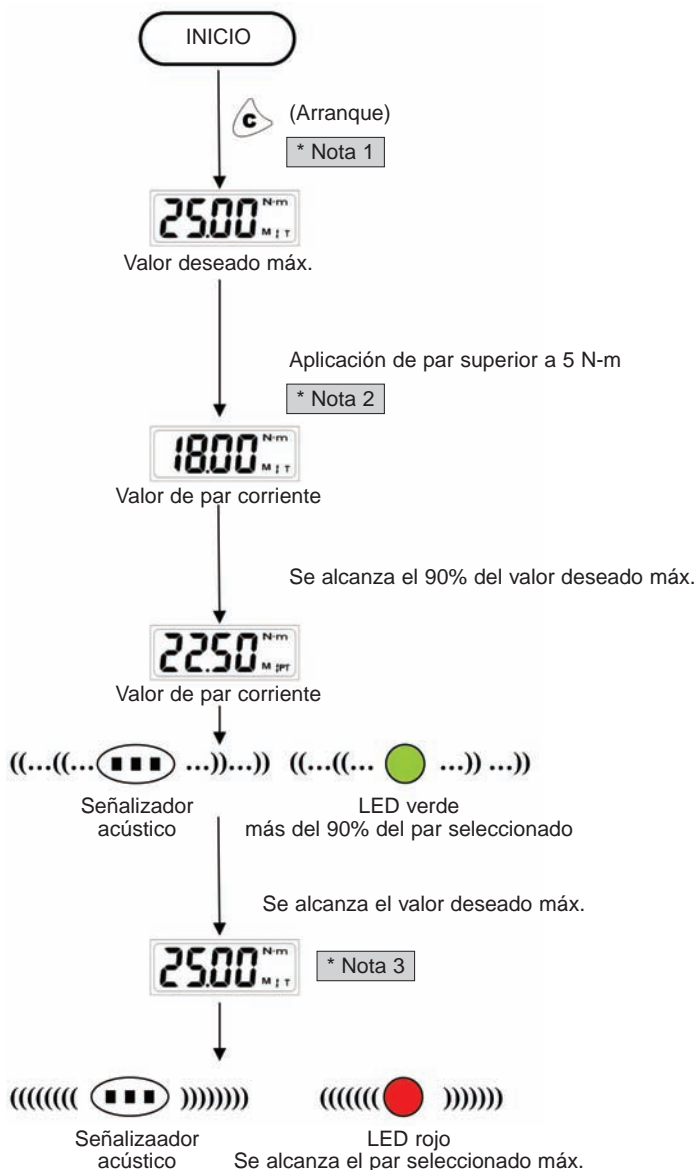 INICIO
C (Arranque)
* Nota 1
25.00 N·m
M T
Valor deseado máx.
Aplicación de par superior a 5 N-m
* Nota 2
18.00 N·m
M T
Valor de par corriente
Se alcanza el 90% del valor deseado máx.
22.50 N·m
M PT
Valor de par corriente
((...((... ...))...)) ((...((... ...)) ...))
Señalizador
acústico
LED verde
más del 90% del par seleccionado
Se alcanza el valor deseado máx.
25.00 N·m
M T
* Nota 3
(((((((( )))))))) ((((((( )))))))
Señalizaador
acústico
LED rojo
Se alcanza el par seleccionado máx.